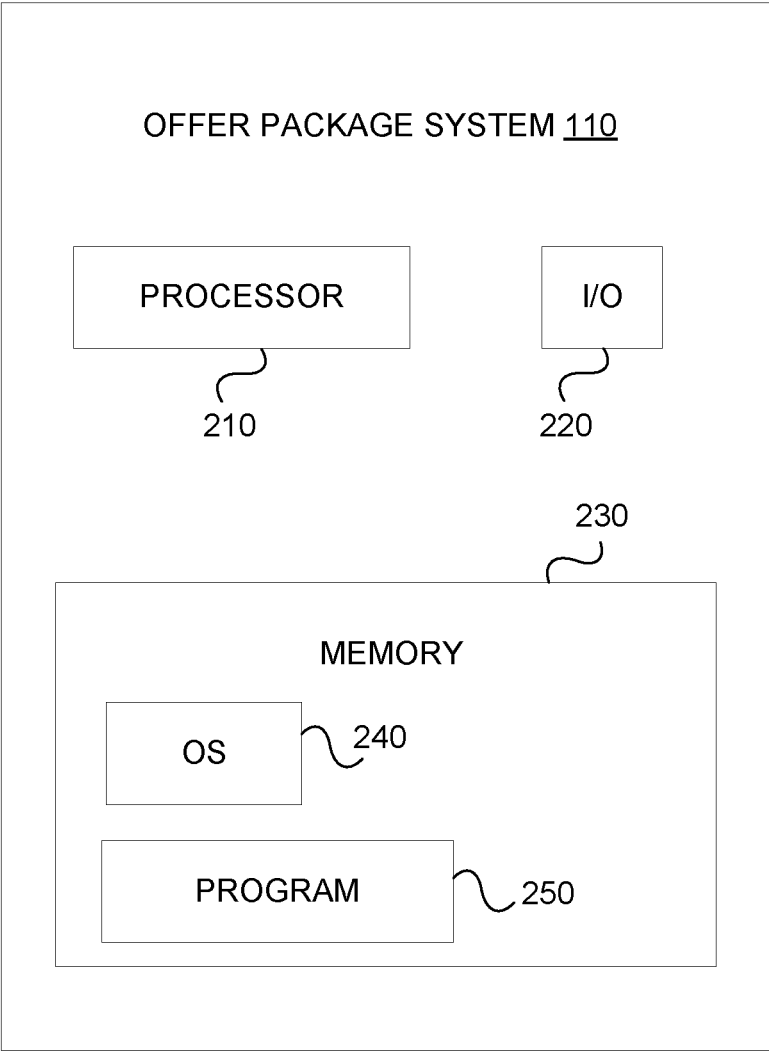 OFFER PACKAGE SYSTEM 110
PROCESSOR
I/O
210
220
230
MEMORY
OS
240
PROGRAM
250